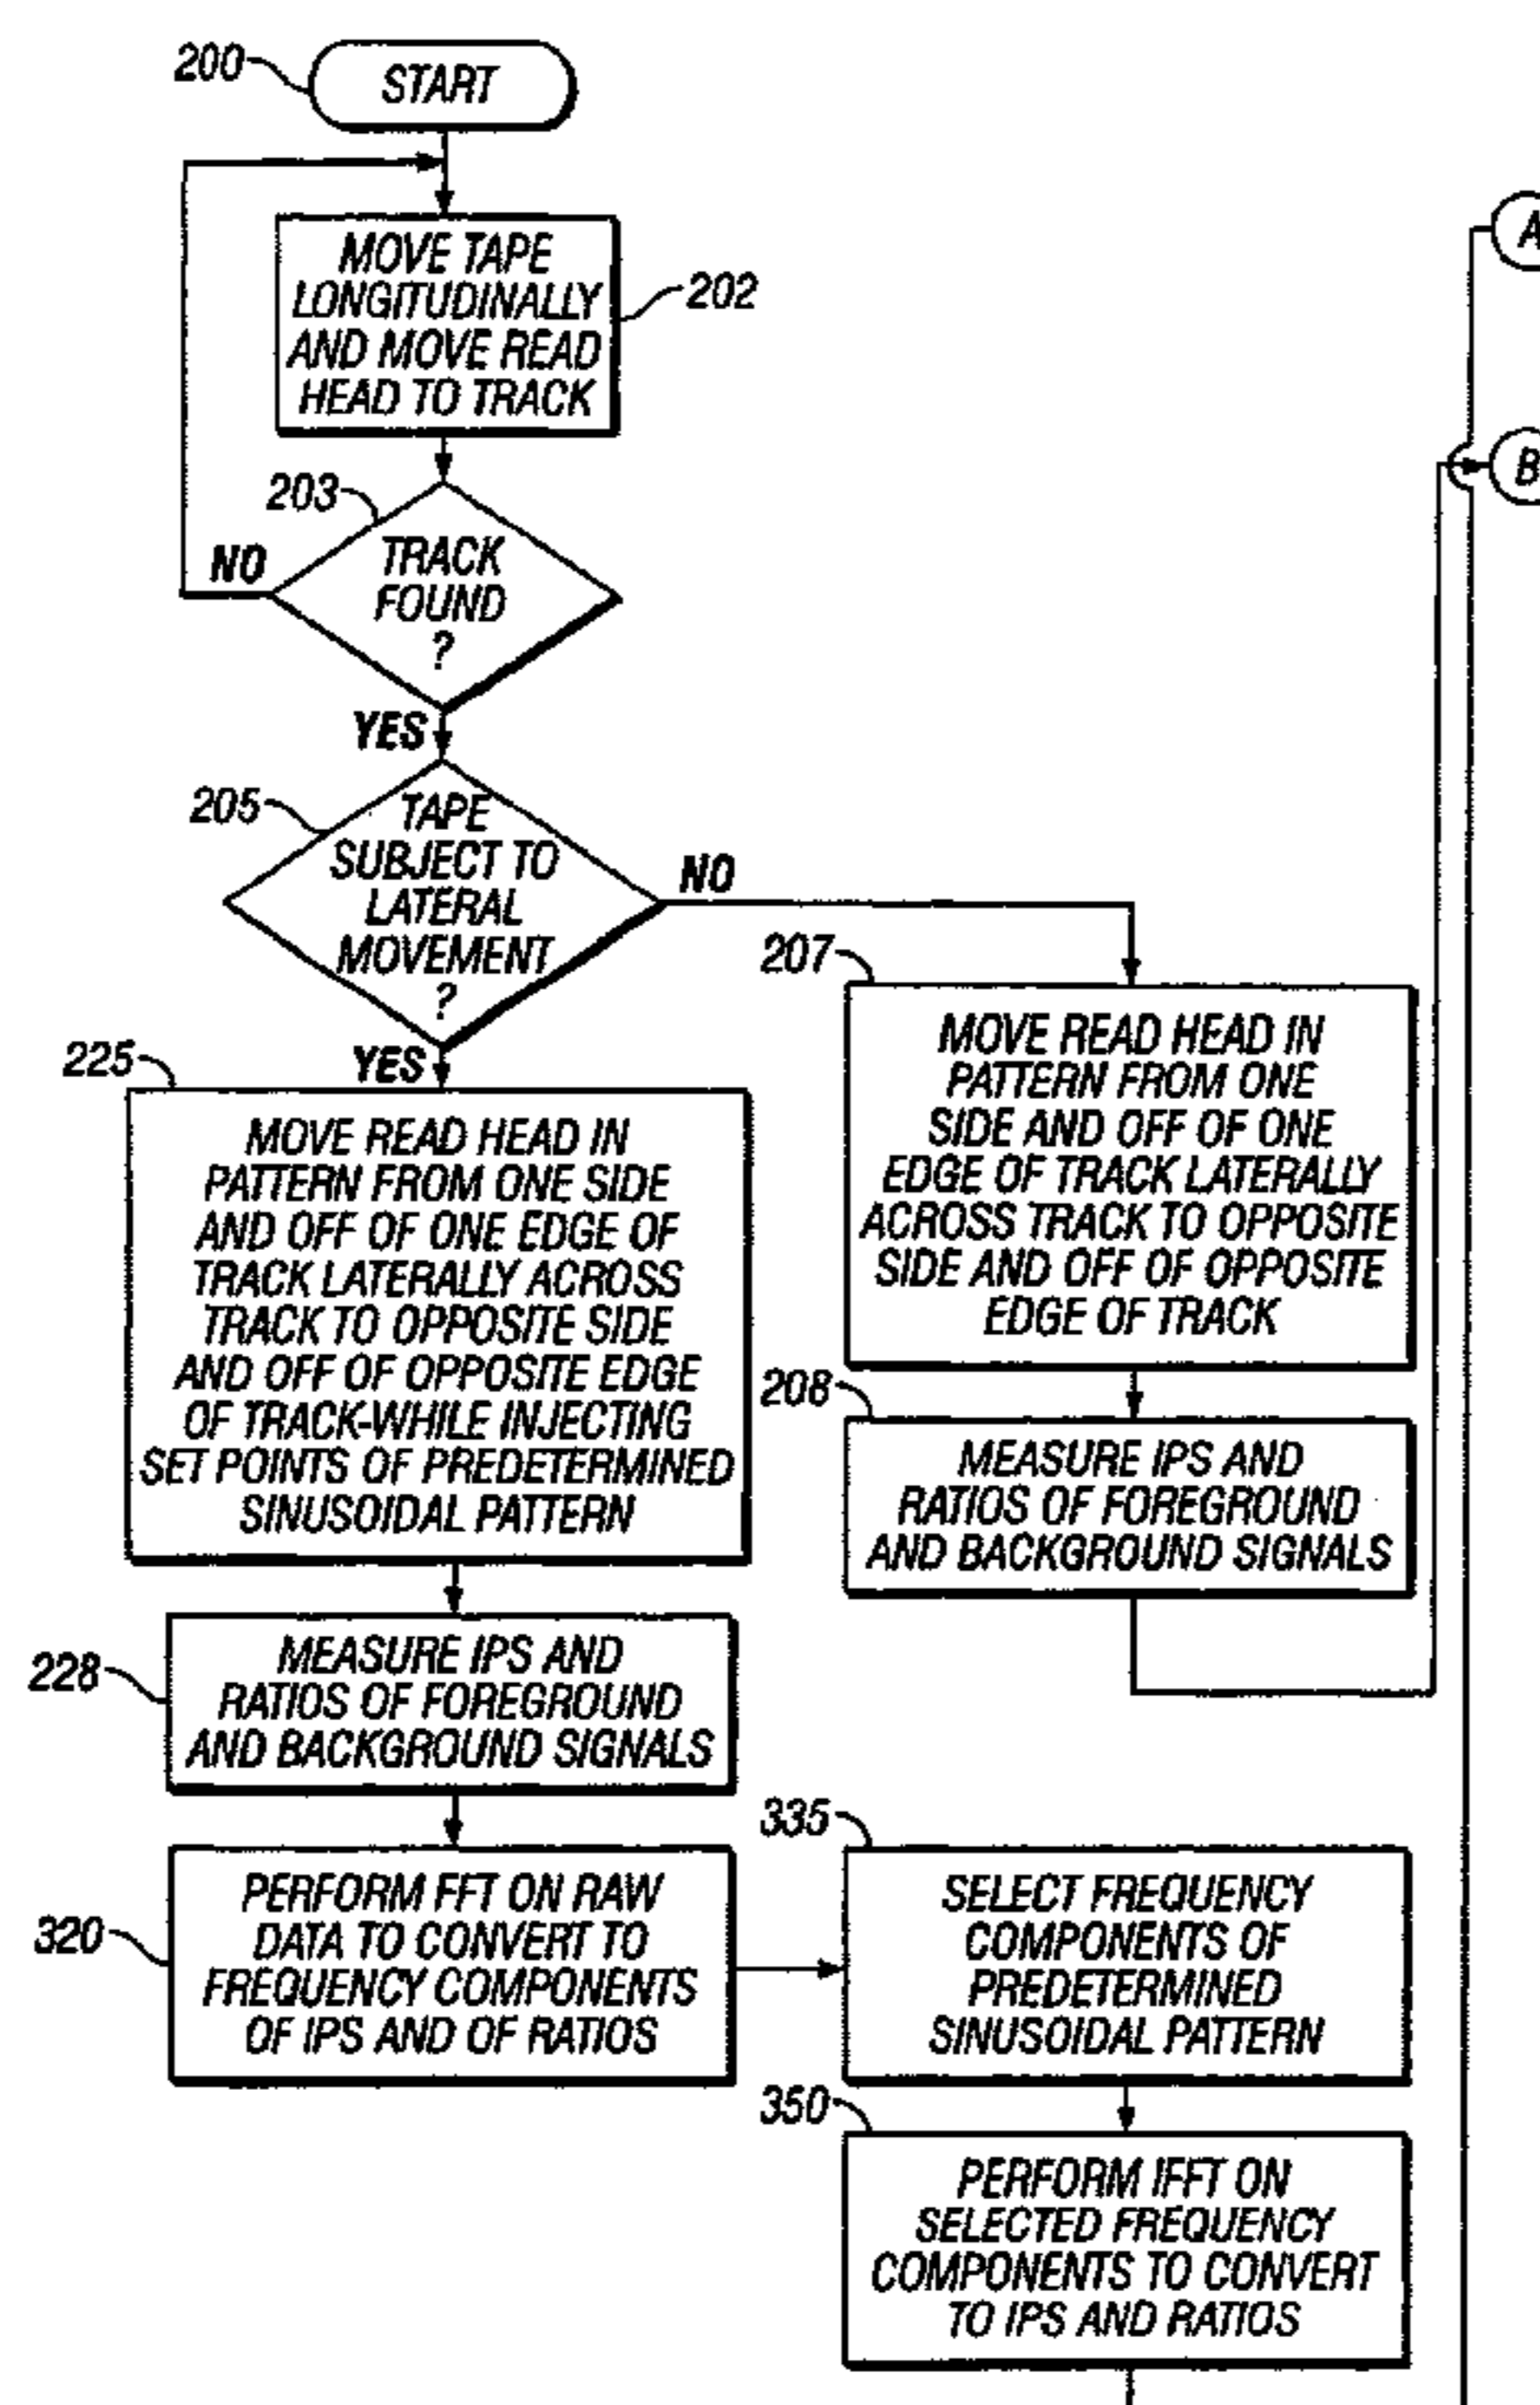 200
START
MOVE TAPE
LONGITUDINALLY
AND MOVE READ
HEAD TO TRACK
202
203
TRACK
FOUND
?
NO
YES
205
TAPE
SUBJECT TO
LATERAL
MOVEMENT
?
NO
YES
207
MOVE READ HEAD IN
PATTERN FROM ONE
SIDE AND OFF OF ONE
EDGE OF TRACK LATERALLY
ACROSS TRACK TO OPPOSITE
SIDE AND OFF OF OPPOSITE
EDGE OF TRACK
208
MEASURE IPS AND
RATIOS OF FOREGROUND
AND BACKGROUND SIGNALS
225
MOVE READ HEAD IN
PATTERN FROM ONE SIDE
AND OFF OF ONE EDGE OF
TRACK LATERALLY ACROSS
TRACK TO OPPOSITE SIDE
AND OFF OF OPPOSITE EDGE
OF TRACK-WHILE INJECTING
SET POINTS OF PREDETERMINED
SINUSOIDAL PATTERN
228
MEASURE IPS AND
RATIOS OF FOREGROUND
AND BACKGROUND SIGNALS
320
PERFORM FFT ON RAW
DATA TO CONVERT TO
FREQUENCY COMPONENTS
OF IPS AND OF RATIOS
335
SELECT FREQUENCY
COMPONENTS OF
PREDETERMINED
SINUSOIDAL PATTERN
350
PERFORM IFFT ON
SELECTED FREQUENCY
COMPONENTS TO CONVERT
TO IPS AND RATIOS
A
B